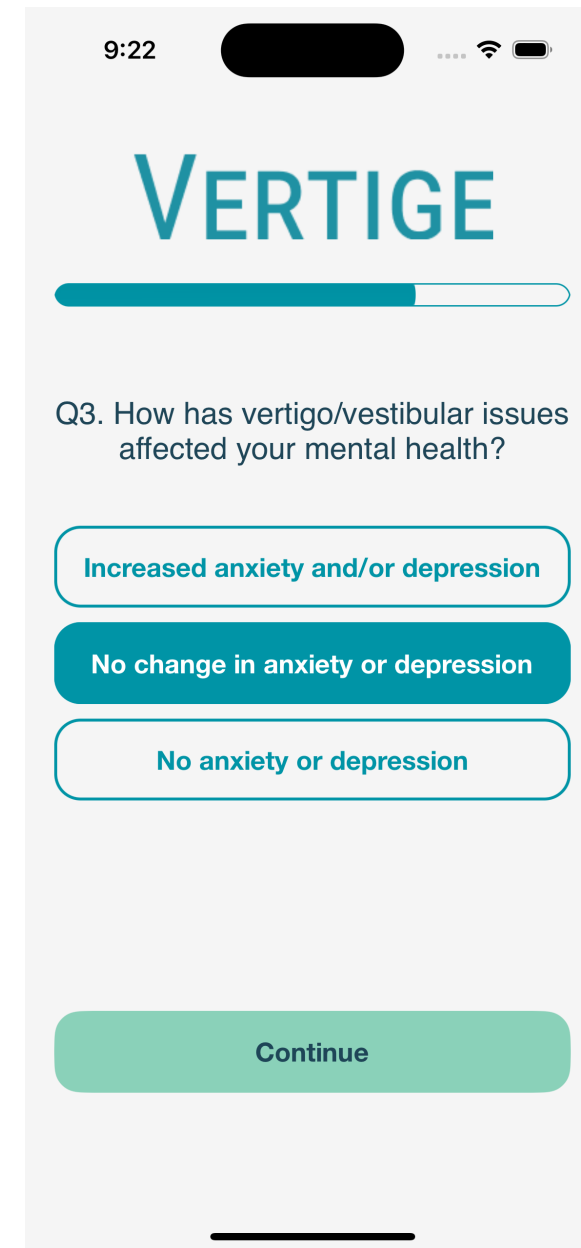 9:22
VERTIGE
Q3. How has vertigo/vestibular issues
affected your mental health?
Increased anxiety and/or depression
No change in anxiety or depression
No anxiety or depression
Continue